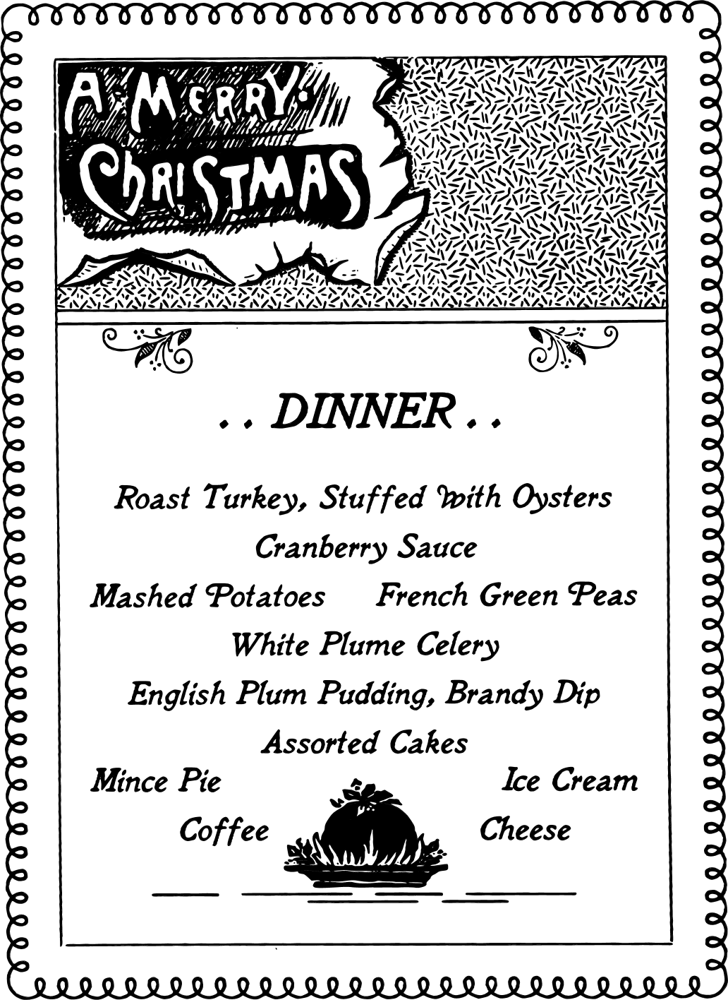 A · MERRY ·
CHRISTMAS
. . DINNER . .
Roast Turkey, Stuffed With Oysters
Cranberry Sauce
Mashed Potatoes French Green Peas
White Plume Celery
English Plum Pudding, Brandy Dip
Assorted Cakes
Mince Pie Ice Cream
Coffee Cheese